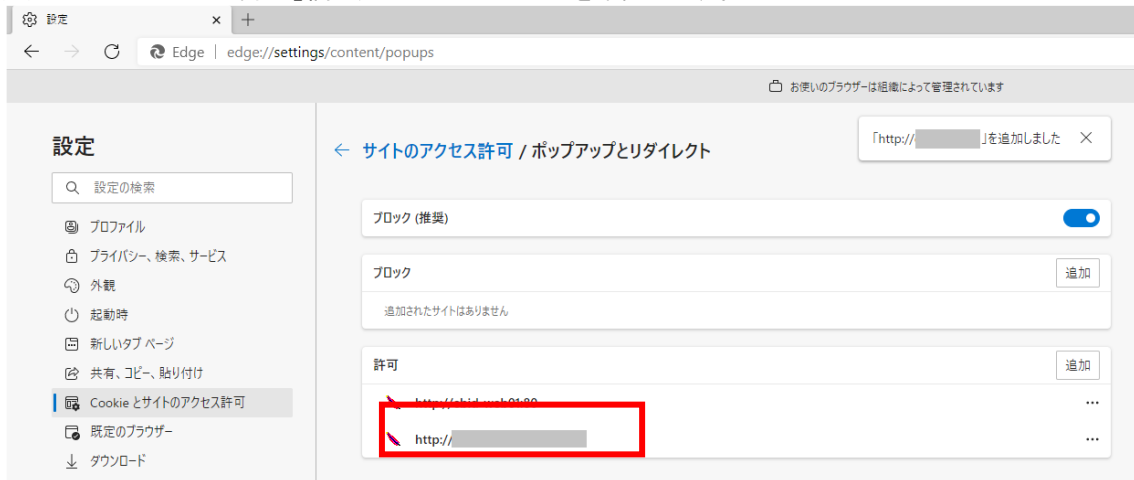 設定
Edge | edge://settings/content/popups
お使いのブラウザーは組織によって管理されています
設定
設定の検索
プロファイル
プライバシー、検索、サービス
外観
起動時
新しいタブ ページ
共有、コピー、貼り付け
Cookie とサイトのアクセス許可
既定のブラウザー
ダウンロード
サイトのアクセス許可 / ポップアップとリダイレクト
「http:// 」を追加しました
ブロック (推奨)
ブロック
追加
追加されたサイトはありません
許可
追加
http://